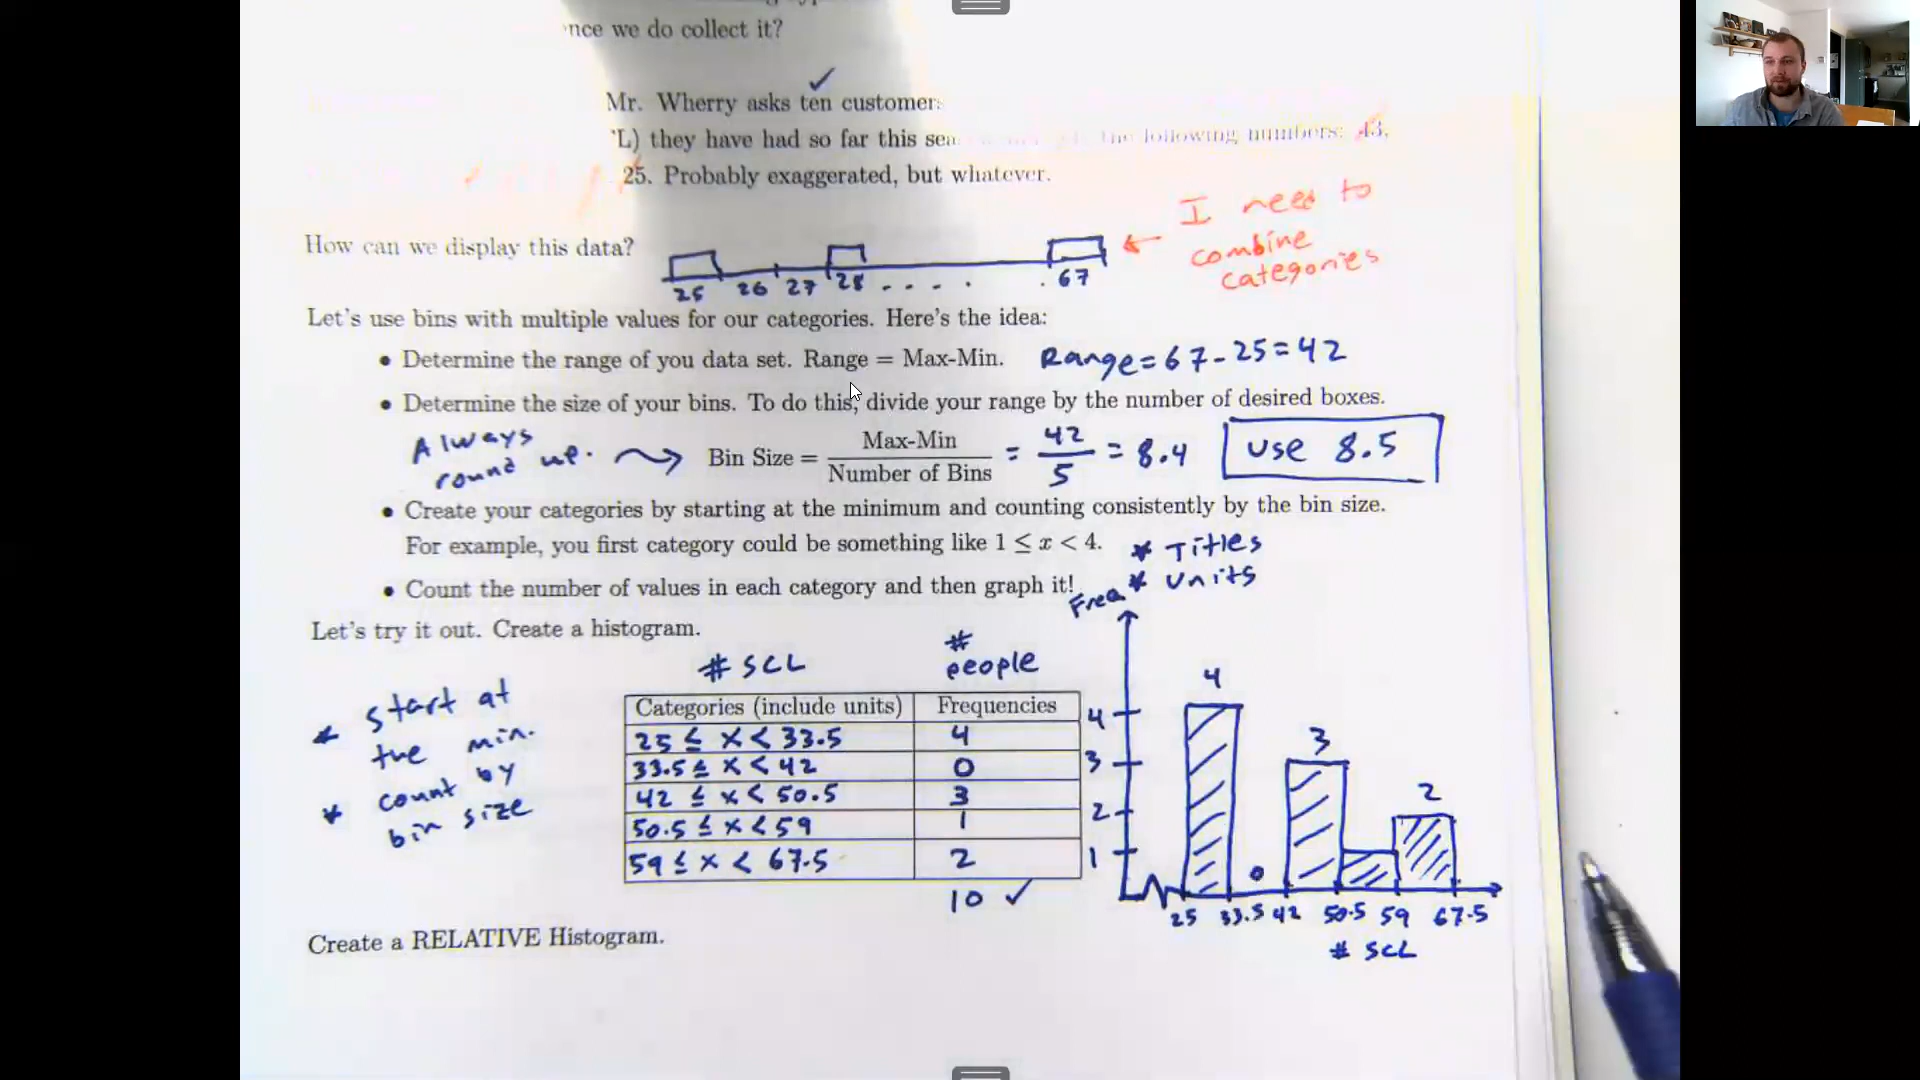 nce we do collect it?
Mr. Wherry asks ten customers
L) they have had so far this sea the following numbers: 43,
25. Probably exaggerated, but whatever.
I need to
combine
categories
How can we display this data?
25 26 27 28 . . . . . 67
Let's use bins with multiple values for our categories. Here's the idea:
• Determine the range of you data set. Range = Max-Min. Range = 67 - 25 = 42
• Determine the size of your bins. To do this, divide your range by the number of desired boxes.
Always
round up.
Bin Size = Max-Min / Number of Bins = 42 / 5 = 8.4 use 8.5
• Create your categories by starting at the minimum and counting consistently by the bin size.
For example, you first category could be something like 1 ≤ x < 4.
* Titles
* Units
• Count the number of values in each category and then graph it!
Let's try it out. Create a histogram.
* start at
the min.
* count by
bin size
# SCL # people
Categories (include units) Frequencies
25 ≤ x < 33.5 4
33.5 ≤ x < 42 0
42 ≤ x < 50.5 3
50.5 ≤ x < 59 1
59 ≤ x < 67.5 2
10 ✓
Freq
4
3
2
1
4 0 3 2
25 33.5 42 50.5 59 67.5
# SCL
Create a RELATIVE Histogram.